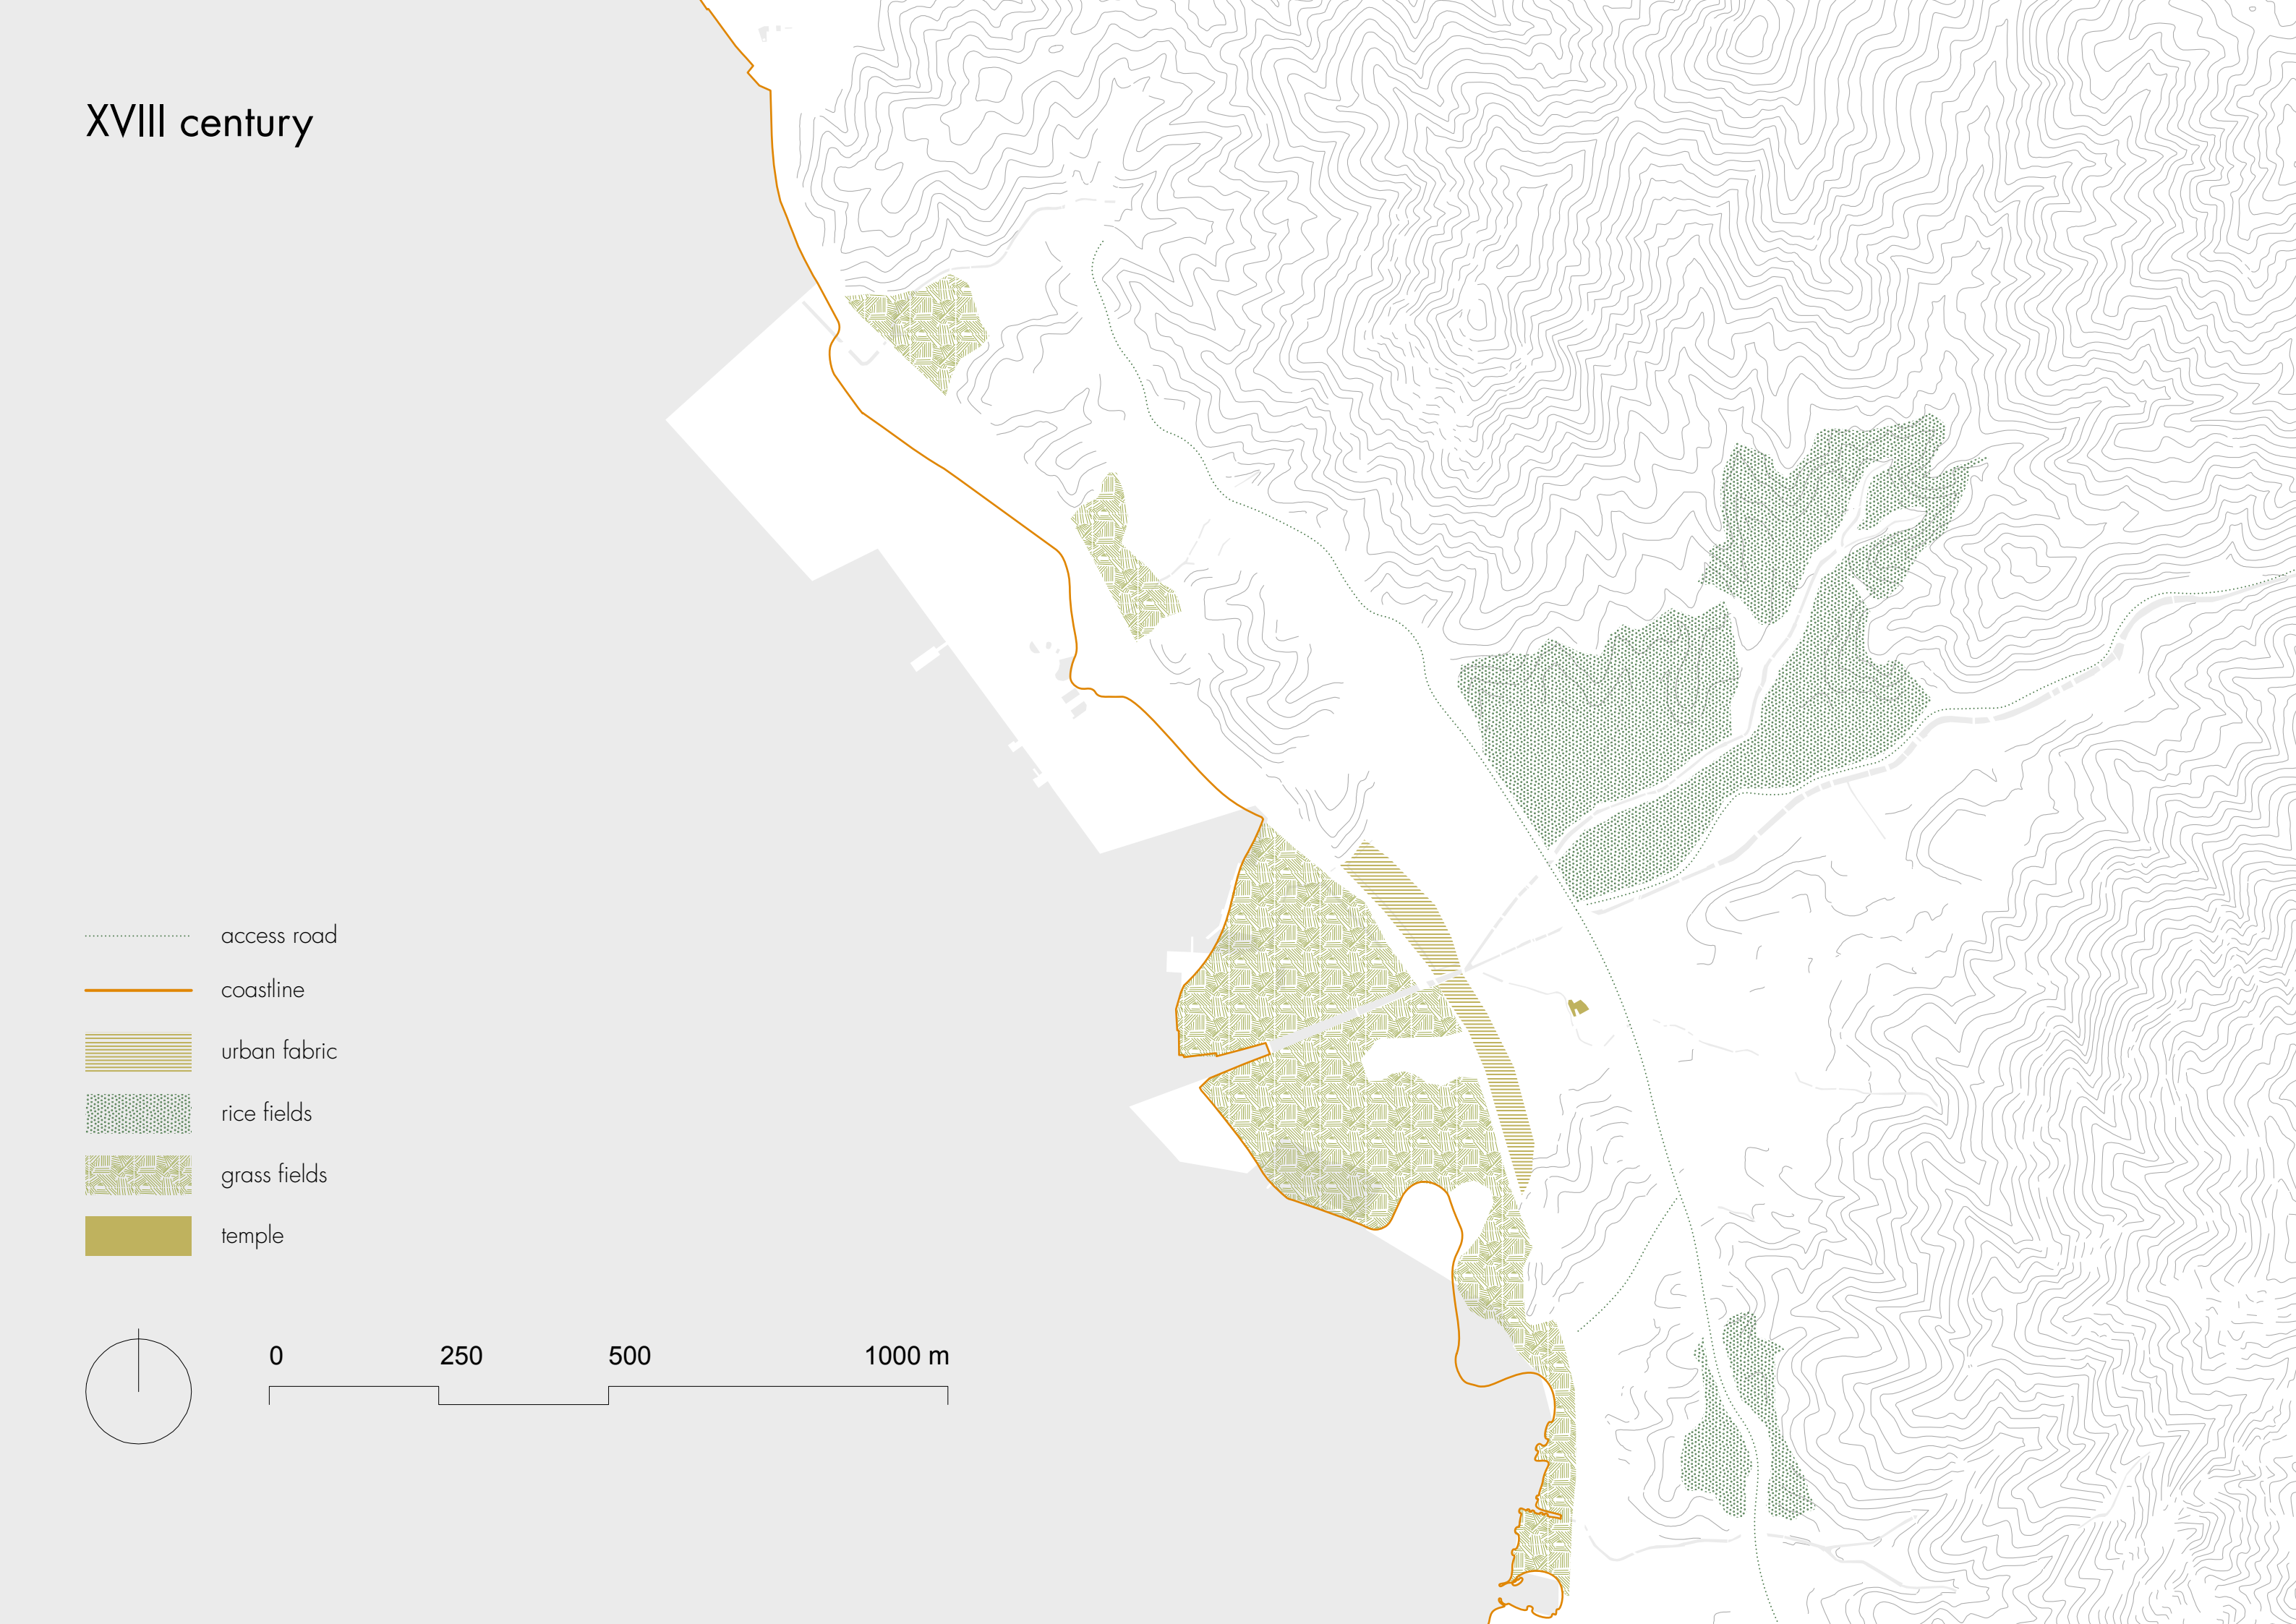 XVIII century
access road
coastline
urban fabric
rice fields
grass fields
temple
0 250 500 1000 m